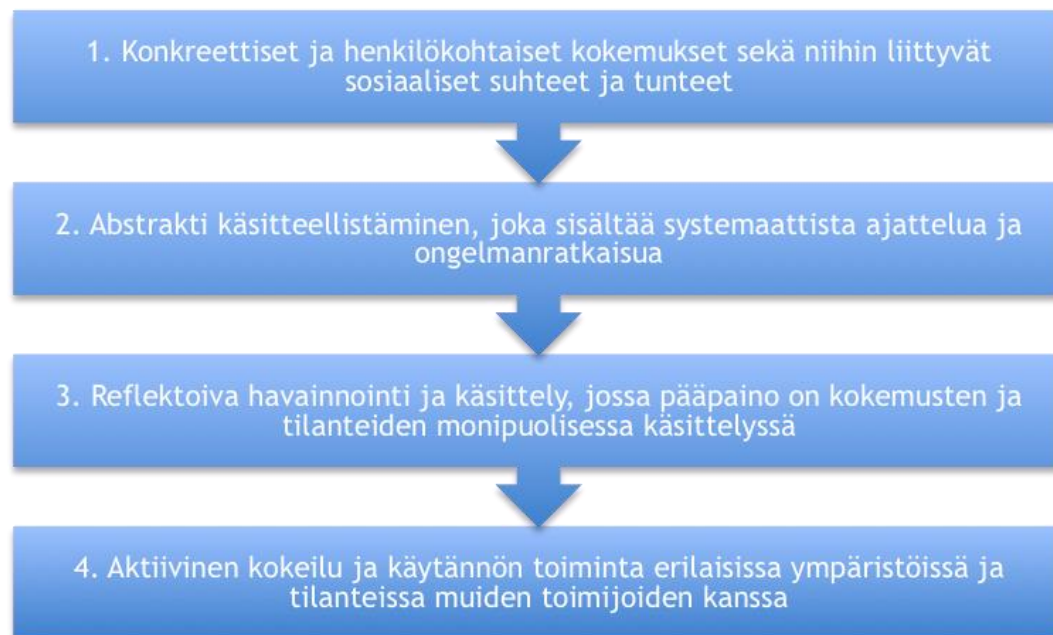 1. Konkreettiset ja henkilökohtaiset kokemukset sekä niihin liittyvät
sosiaaliset suhteet ja tunteet
2. Abstrakti käsitteellistäminen, joka sisältää systemaattista ajattelua ja
ongelmanratkaisua
3. Reflektoiva havainnointi ja käsittely, jossa pääpaino on kokemusten ja
tilanteiden monipuolisessa käsittelyssä
4. Aktiivinen kokeilu ja käytännön toiminta erilaisissa ympäristöissä ja
tilanteissa muiden toimijoiden kanssa